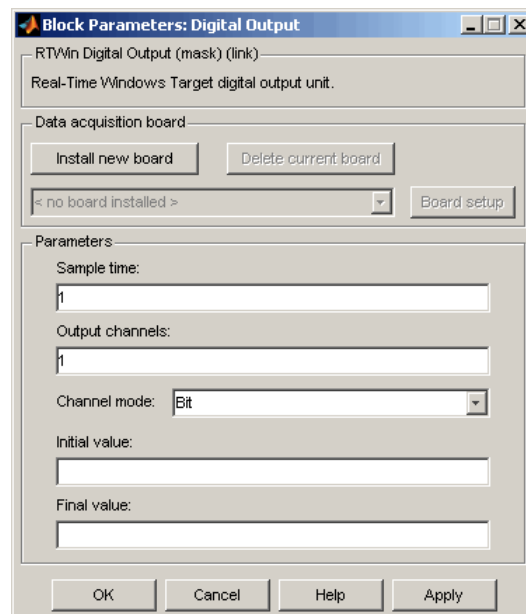 Block Parameters: Digital Output
RTWin Digital Output (mask) (link)
Real-Time Windows Target digital output unit.
Data acquisition board
Install new board Delete current board
< no board installed > Board setup
Parameters
Sample time:
1
Output channels:
1
Channel mode: Bit
Initial value:
Final value:
OK Cancel Help Apply